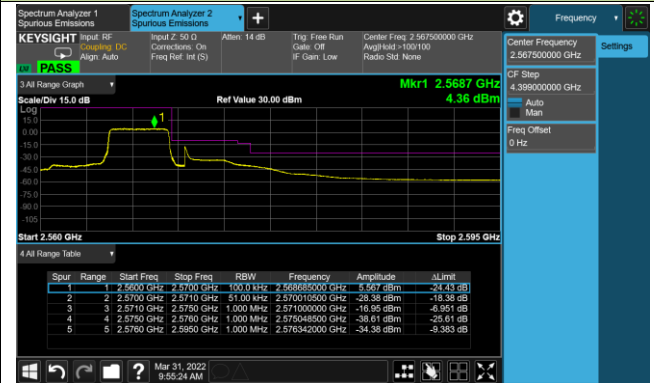 Spectrum Analyzer 1
Spurious Emissions
Spectrum Analyzer 2
Spurious Emissions
Frequency
KEYSIGHT
Input: RF
Coupling: DC
Align: Auto
Input Z: 50 Ω
Corrections: On
Freq Ref: Int (S)
Atten: 14 dB
Trig: Free Run
Gate: Off
IF Gain: Low
Center Freq: 2.567500000 GHz
Avg|Hold:>100/100
Radio Std: None
PASS
Center Frequency
2.567500000 GHz
Settings
CF Step
4.399000000 GHz
Auto
Man
Freq Offset
0 Hz
3 All Range Graph
Mkr1 2.5687 GHz
Scale/Div 15.0 dB
Ref Value 30.00 dBm
4.36 dBm
Log
1
15.0
0.00
-15.0
-30.0
-45.0
-60.0
-75.0
-90.0
-105
Start 2.560 GHz
Stop 2.595 GHz
4 All Range Table
Spur Range Start Freq Stop Freq RBW Frequency Amplitude ΔLimit
1 1 2.5600 GHz 2.5700 GHz 100.0 kHz 2.568685000 GHz 5.567 dBm -24.43 dB
2 2 2.5700 GHz 2.5710 GHz 51.00 kHz 2.570010500 GHz -28.38 dBm -18.38 dB
3 3 2.5710 GHz 2.5750 GHz 1.000 MHz 2.571000000 GHz -16.95 dBm -6.951 dB
4 4 2.5750 GHz 2.5760 GHz 1.000 MHz 2.575048500 GHz -38.61 dBm -25.61 dB
5 5 2.5760 GHz 2.5950 GHz 1.000 MHz 2.576342000 GHz -34.38 dBm -9.383 dB
Mar 31, 2022
9:55:24 AM